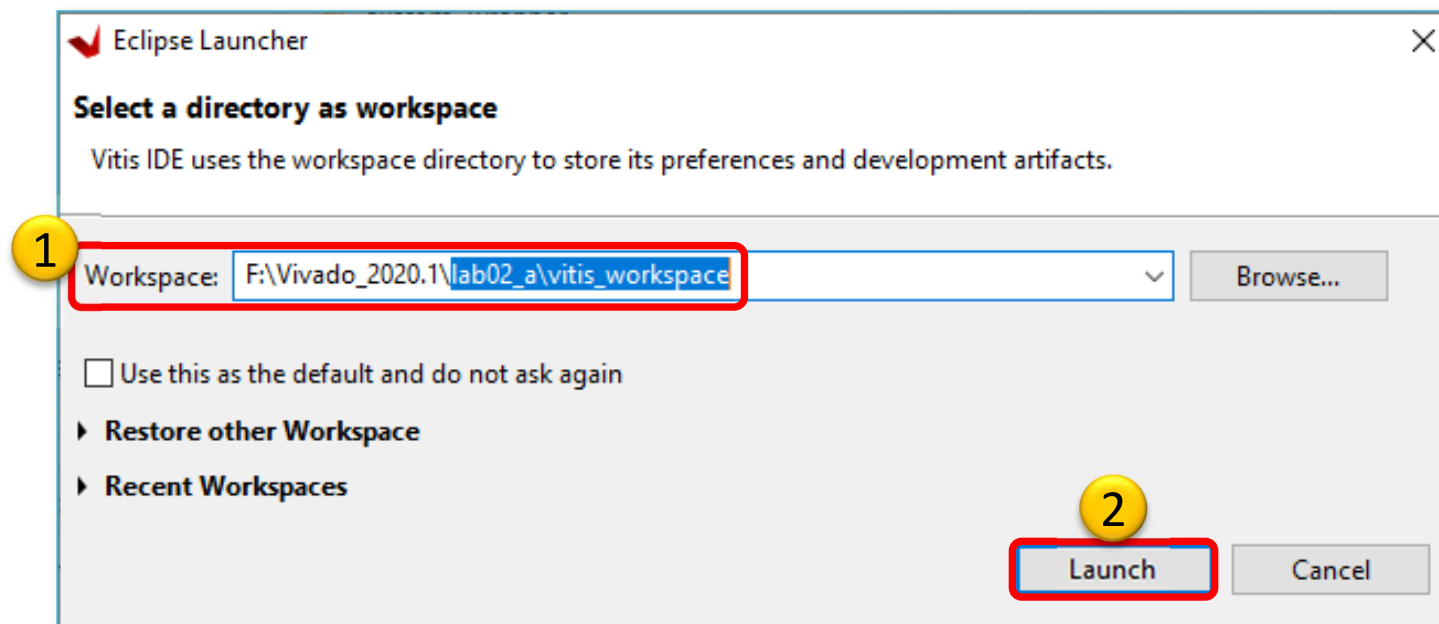 Eclipse Launcher
Select a directory as workspace
Vitis IDE uses the workspace directory to store its preferences and development artifacts.
1
Workspace: F:\Vivado_2020.1\lab02_a\vitis_workspace Browse...
Use this as the default and do not ask again
Restore other Workspace
Recent Workspaces
2
Launch Cancel